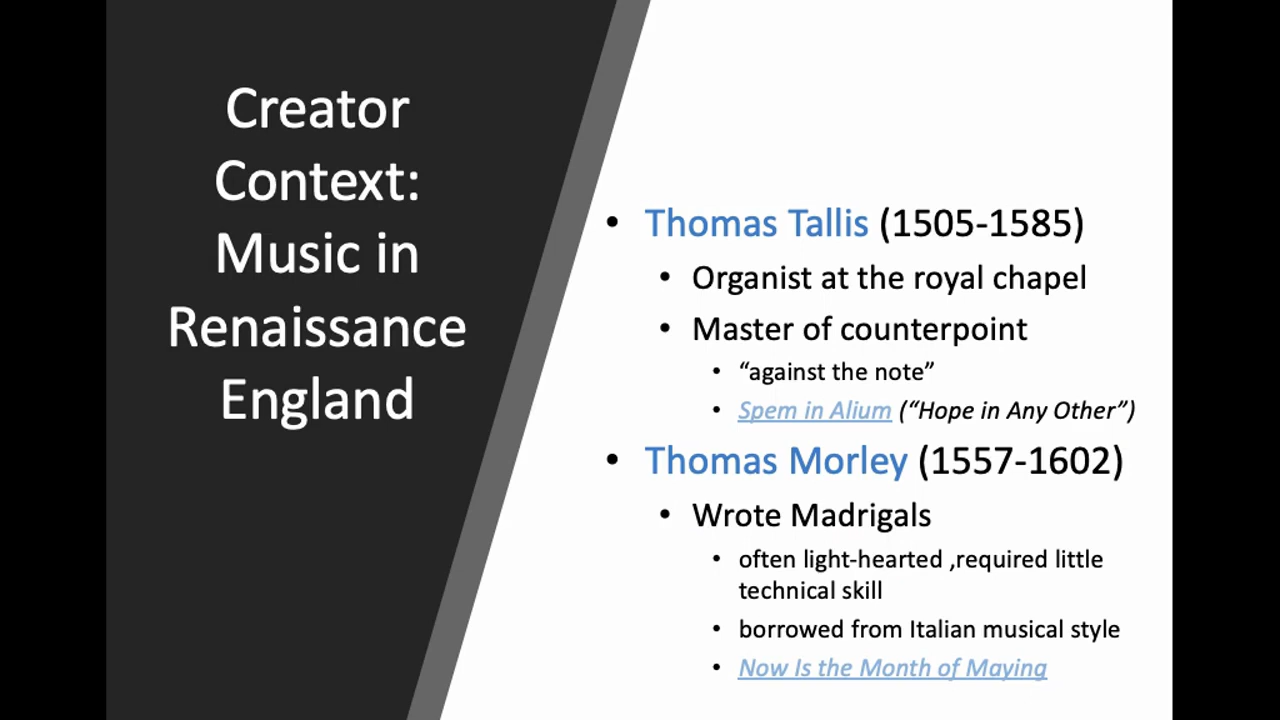 Creator
Context:
Music in
Renaissance
England
• Thomas Tallis (1505-1585)
• Organist at the royal chapel
• Master of counterpoint
• “against the note”
• Spem in Alium (“Hope in Any Other”)
• Thomas Morley (1557-1602)
• Wrote Madrigals
• often light-hearted ,required little
technical skill
• borrowed from Italian musical style
• Now Is the Month of Maying